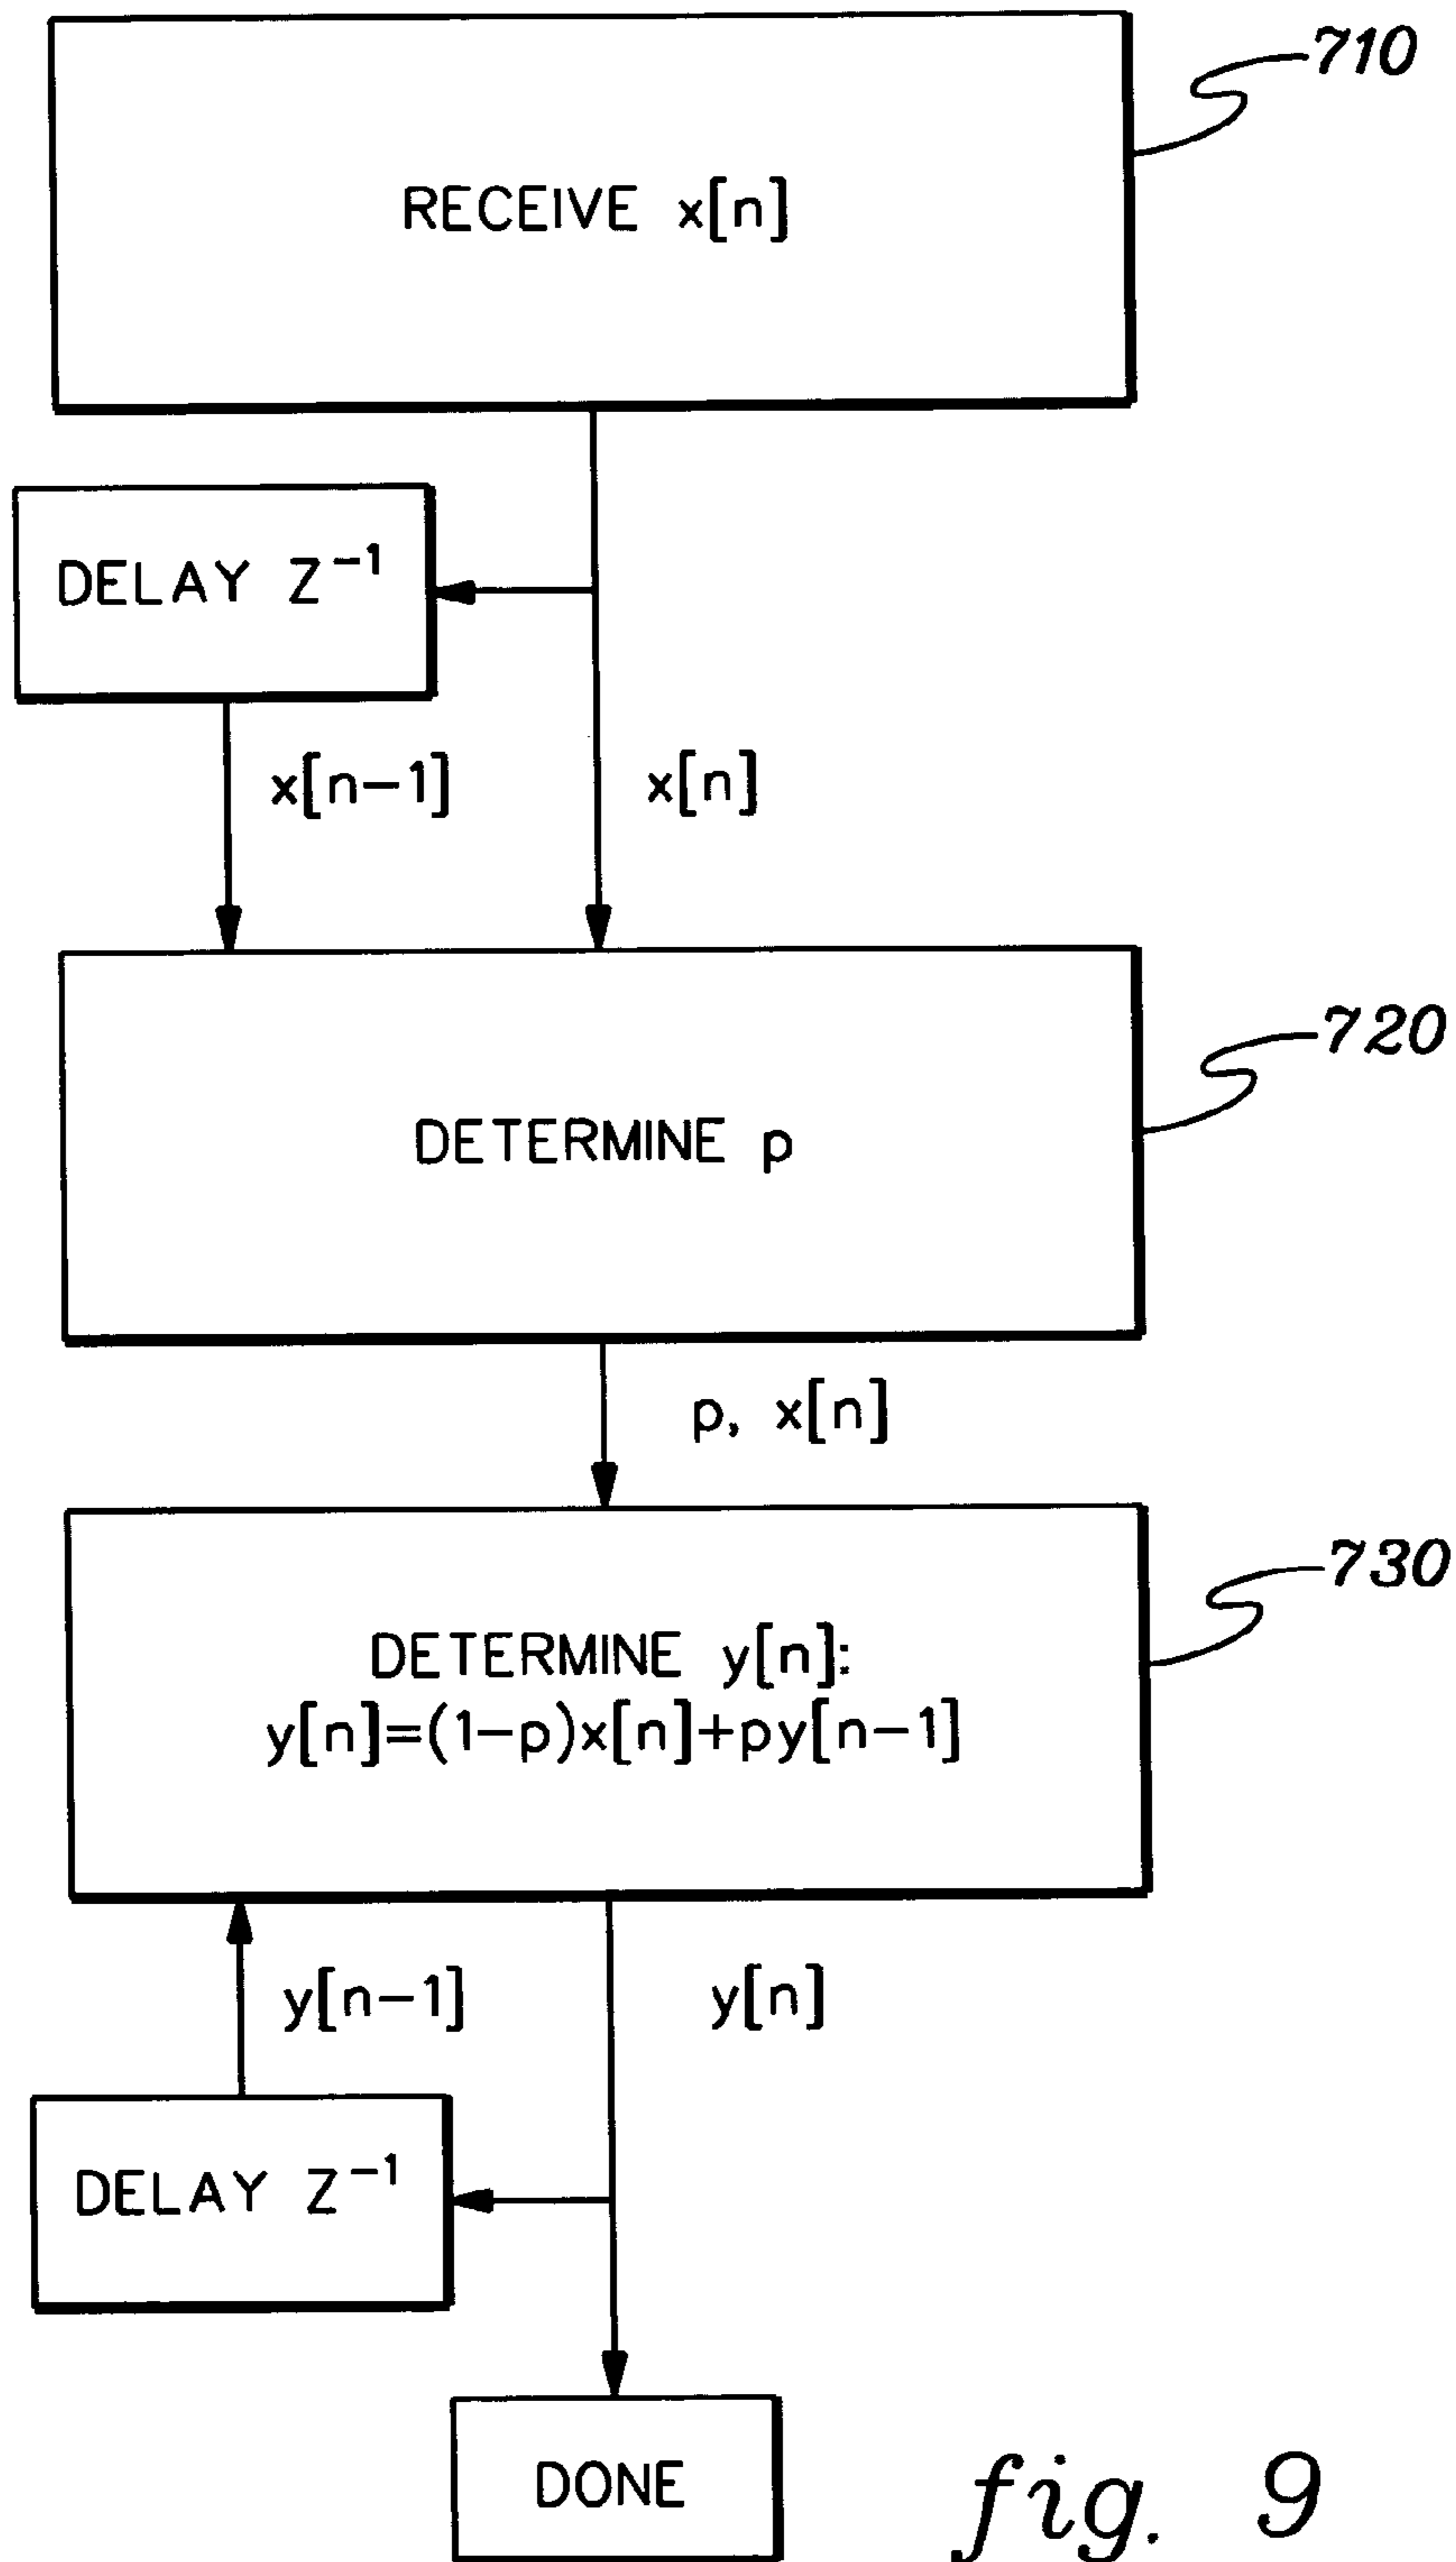 710
RECEIVE x[n]
DELAY Z⁻¹
x[n-1]
x[n]
720
DETERMINE p
p, x[n]
730
DETERMINE y[n]:
y[n]=(1-p)x[n]+py[n-1]
y[n-1]
y[n]
DELAY Z⁻¹
DONE
fig. 9